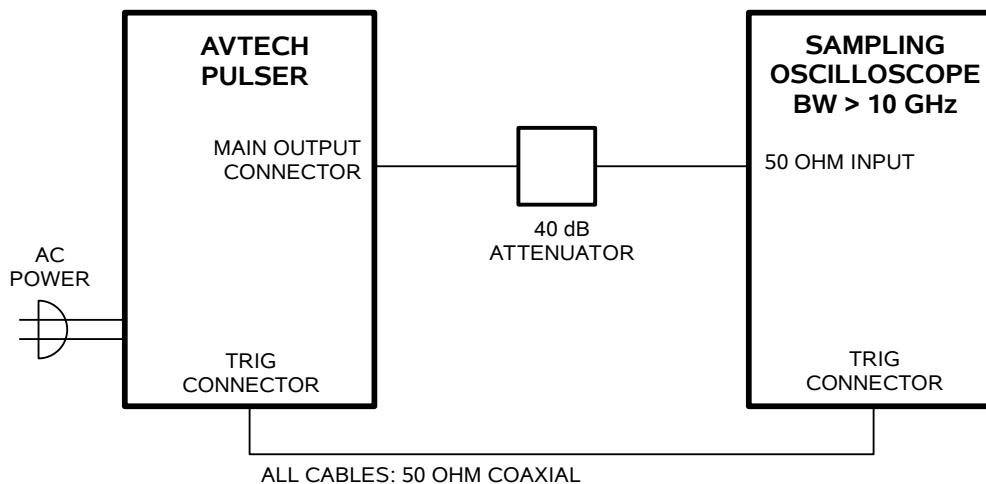 AVTECH
PULSER
MAIN OUTPUT
CONNECTOR
AC
POWER
TRIG
CONNECTOR
40 dB
ATTENUATOR
SAMPLING
OSCILLOSCOPE
BW > 10 GHz
50 OHM INPUT
TRIG
CONNECTOR
ALL CABLES: 50 OHM COAXIAL